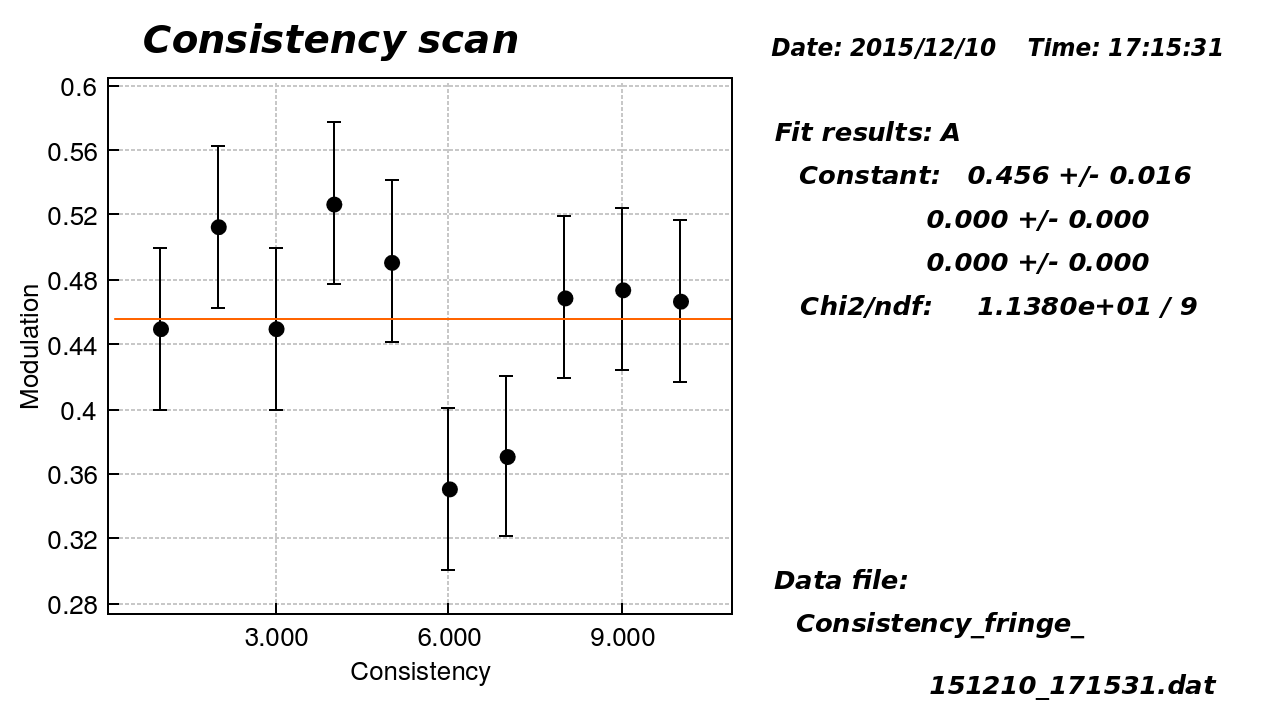 Consistency scan
Date: 2015/12/10    Time: 17:15:31
Fit results: A
Constant:   0.456 +/- 0.016
0.000 +/- 0.000
0.000 +/- 0.000
Chi2/ndf:     1.1380e+01 / 9
Data file:
Consistency_fringe_
151210_171531.dat
Modulation
0.6
0.56
0.52
0.48
0.44
0.4
0.36
0.32
0.28
3.000 6.000 9.000
Consistency